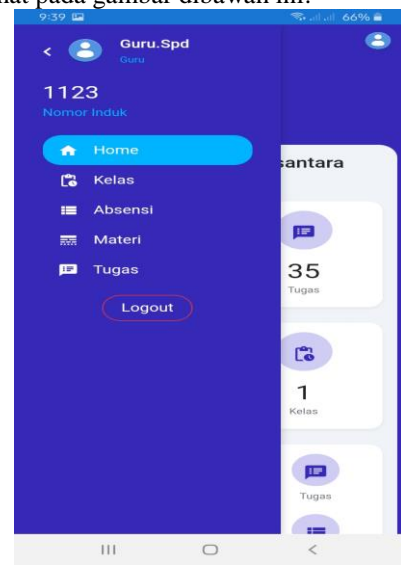 9:39
66%
Guru.Spd
Guru
1123
Nomor Induk
Home
Kelas
Absensi
Materi
Tugas
Logout
santara
35
Tugas
1
Kelas
Tugas